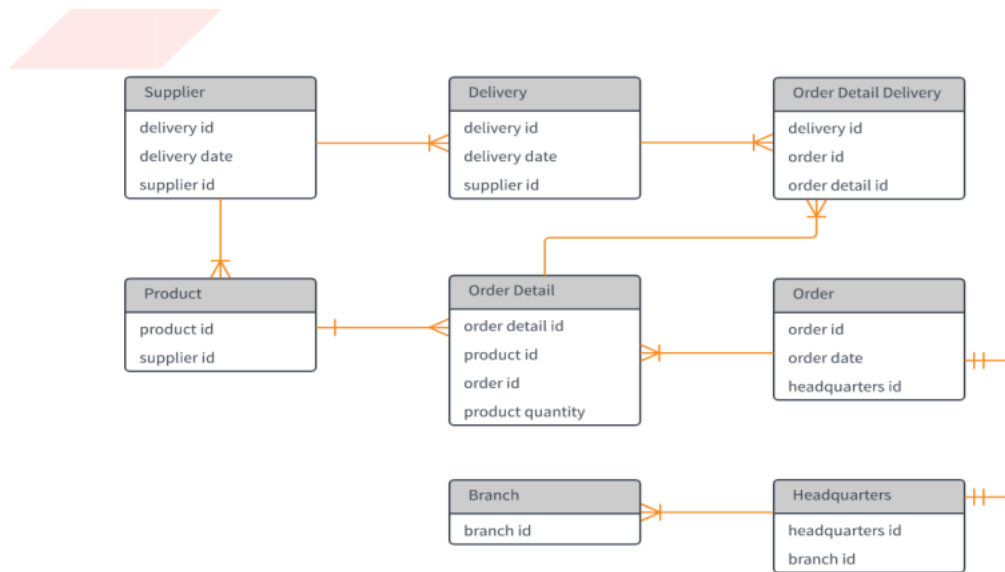 Supplier
delivery id
delivery date
supplier id
Delivery
delivery id
delivery date
supplier id
Order Detail Delivery
delivery id
order id
order detail id
Product
product id
supplier id
Order Detail
order detail id
product id
order id
product quantity
Order
order id
order date
headquarters id
Branch
branch id
Headquarters
headquarters id
branch id